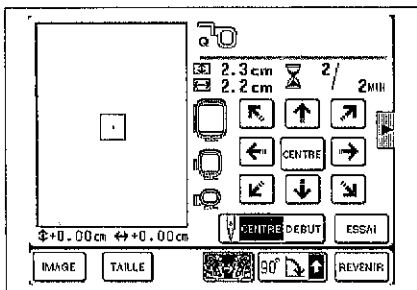 Q
2.3cm 2/
2.2cm 2MIN
CENTRE
CENTRE DEBUT ESSAI
+0.00cm +0.00cm
IMAGE TAILLE 90° REVENIR